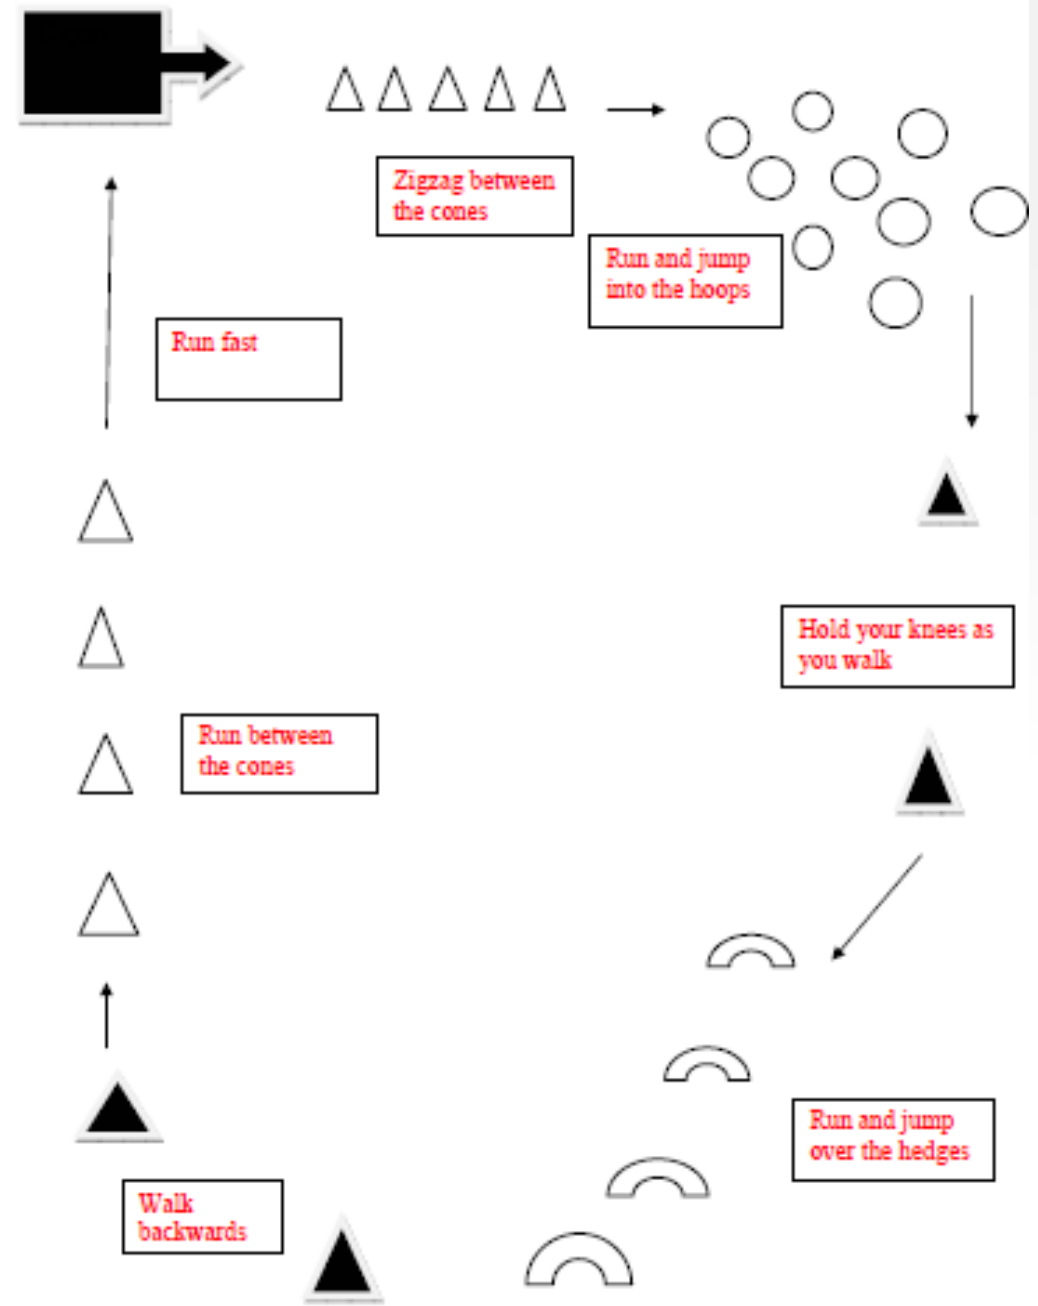 Zigzag between
the cones
Run and jump
into the hoops
Run fast
Hold your knees as
you walk
Run between
the cones
Run and jump
over the hedges
Walk
backwards